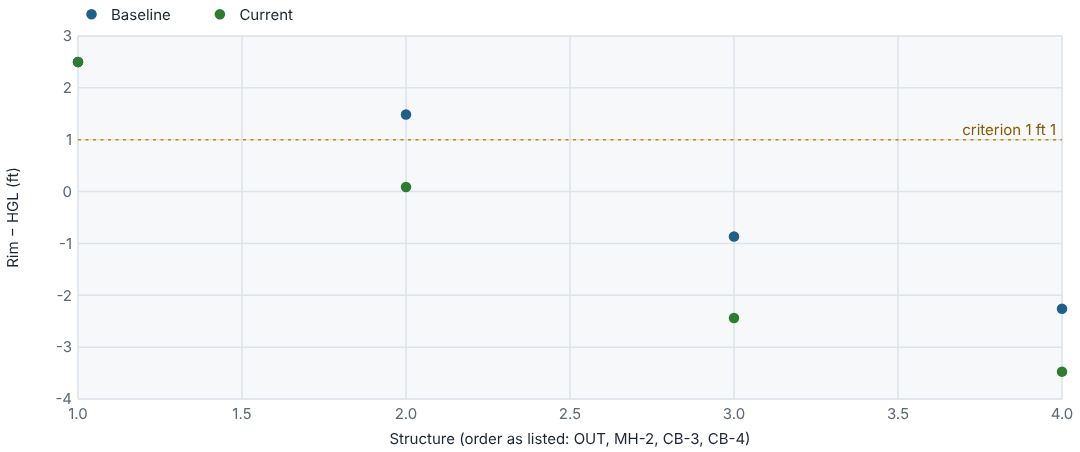 Baseline Current
3
2
1
0
-1
-2
-3
-4
criterion 1 ft 1
Rim − HGL (ft)
1.0 1.5 2.0 2.5 3.0 3.5 4.0
Structure (order as listed: OUT, MH-2, CB-3, CB-4)